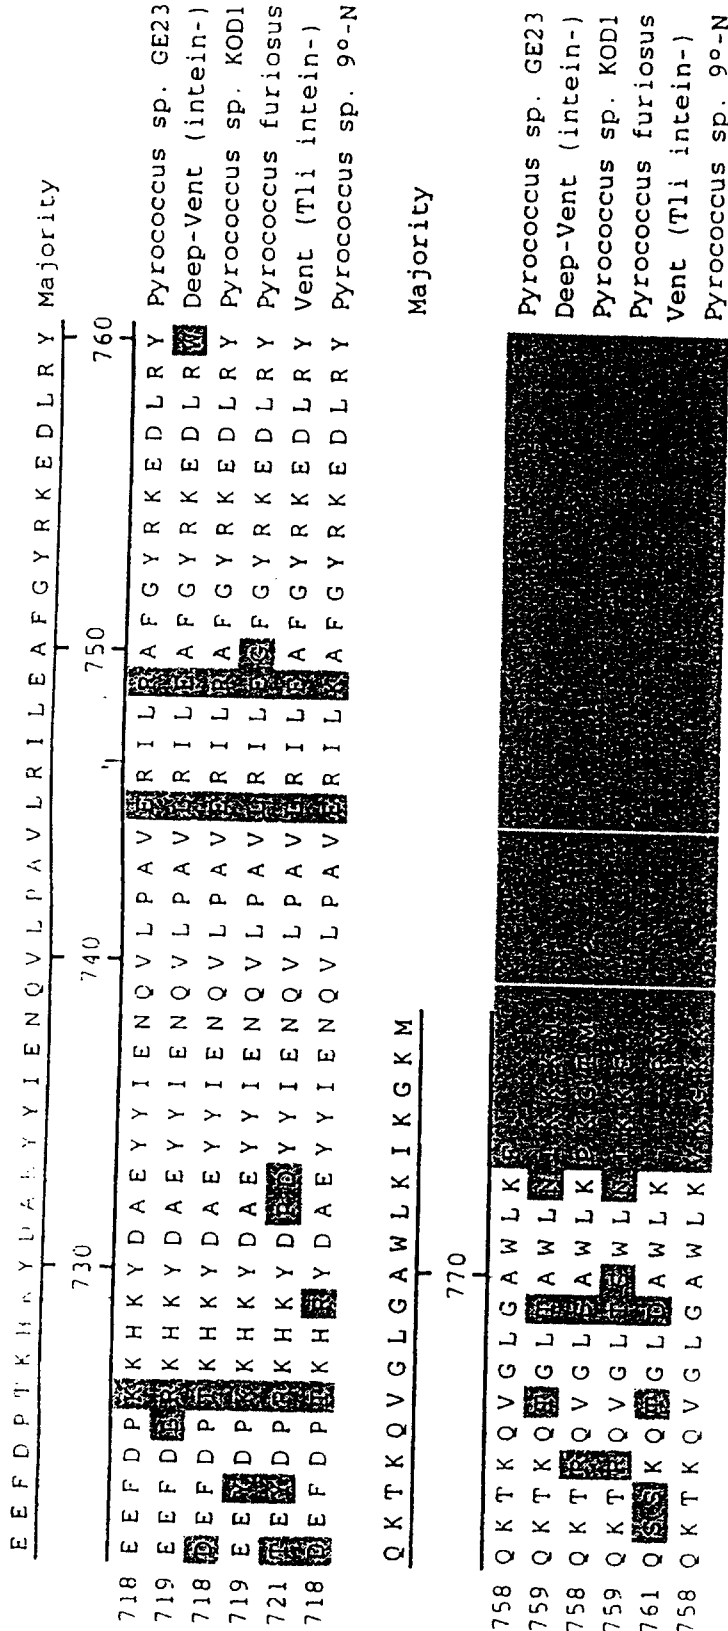 E E F D P T K H K Y D A E Y Y I E N Q V L P A V L R I L E A F G Y R K E D L R Y Majority
730 740 750 760
718 E E F D P K K H K Y D A E Y Y I E N Q V L P A V E R I L R A F G Y R K E D L R Y Pyrococcus sp. GE23
719 E E F D E R K H K Y D A E Y Y I E N Q V L P A V E R I L E A F G Y R K E D L R W Deep-Vent (intein-)
718 D E F D P T K H K Y D A E Y Y I E N Q V L P A V E R I L R A F G Y R K E D L R Y Pyrococcus sp. KOD1
719 E E Y D P K K H K Y D A E Y Y I E N Q V L P A V R I L E G F G Y R K E D L R Y Pyrococcus furiosus
721 T E Y D P K H K Y D P D Y Y I E N Q V L P A V E R I L E A F G Y R K E D L R Y Vent (Tli intein-)
718 D E F D P T K H R Y D A E Y Y I E N Q V L P A V E R I L K A F G Y R K E D L R Y Pyrococcus sp. 9°-N
Q K T K Q V G L G A W L K I K G K M Majority
770
758 Q K T K Q V G L G A W L K Pyrococcus sp. GE23
759 Q K T K Q G L T A W L N Deep-Vent (intein-)
758 Q K T R Q V G L A W L K Pyrococcus sp. KOD1
759 Q K T R Q V G L T S W L N Pyrococcus furiosus
761 Q S S K Q G L D A W L K Vent (Tli intein-)
758 Q K T K Q V G L G A W L K Pyrococcus sp. 9°-N